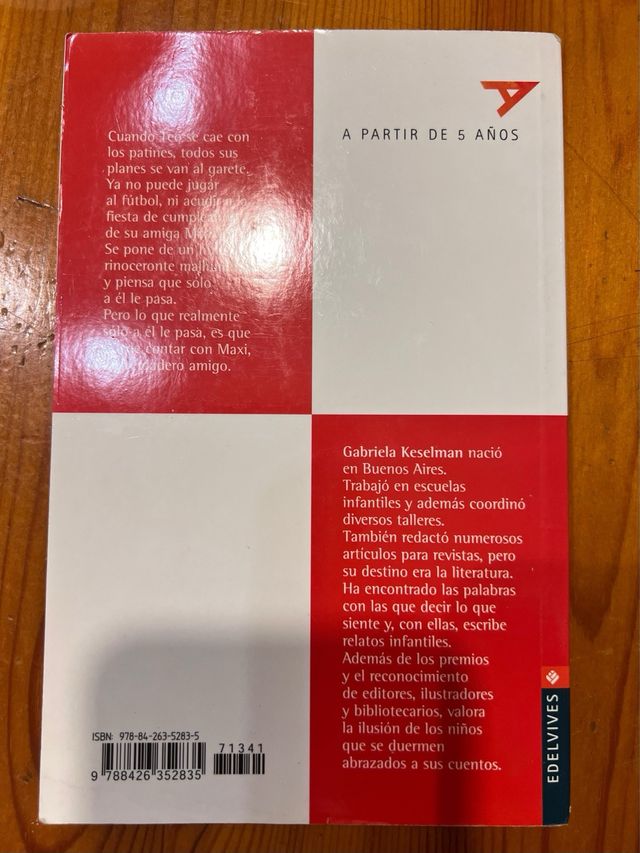 Cuando Teo se cae con
los patines, todos sus
planes se van al garete.
Ya no puede jugar
al fútbol, ni acudir a la
fiesta de
de su amiga
Se pone de un
rinoceronte
y piensa que sólo
a él le pasa.
Pero lo que realmente
sólo a él le pasa, es que
contar con Maxi,
amigo.
A PARTIR DE 5 AÑOS
Gabriela Keselman nació
en Buenos Aires.
Trabajó en escuelas
infantiles y además coordinó
diversos talleres.
También redactó numerosos
artículos para revistas, pero
su destino era la literatura.
Ha encontrado las palabras
con las que decir lo que
siente y, con ellas, escribe
relatos infantiles.
Además de los premios
y el reconocimiento
de editores, ilustradores
y bibliotecarios, valora
la ilusión de los niños
que se duermen
abrazados a sus cuentos.
ISBN: 978-84-263-5283-5
71341
9 788426 352835
EDELVIVES